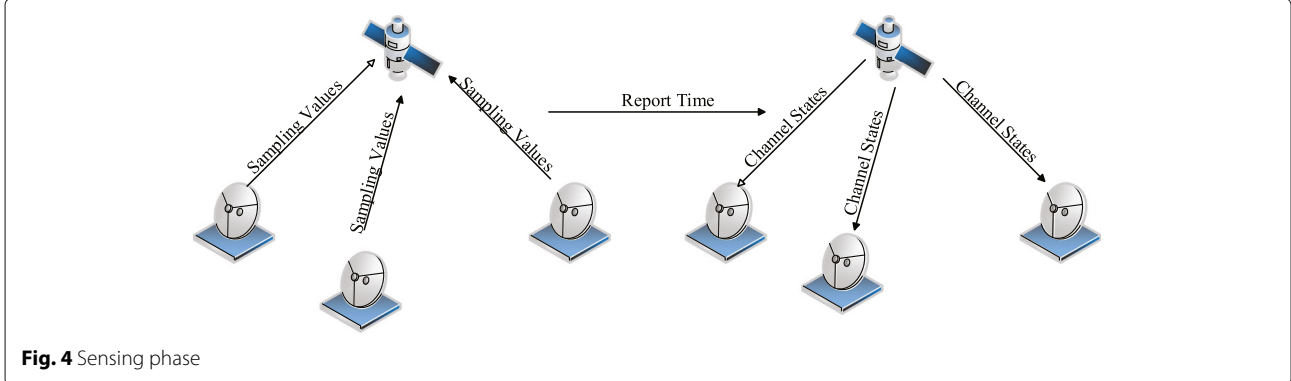 Sampling Values
Sampling Values
Sampling Values
Report Time
Channel States
Channel States
Channel States
Fig. 4 Sensing phase